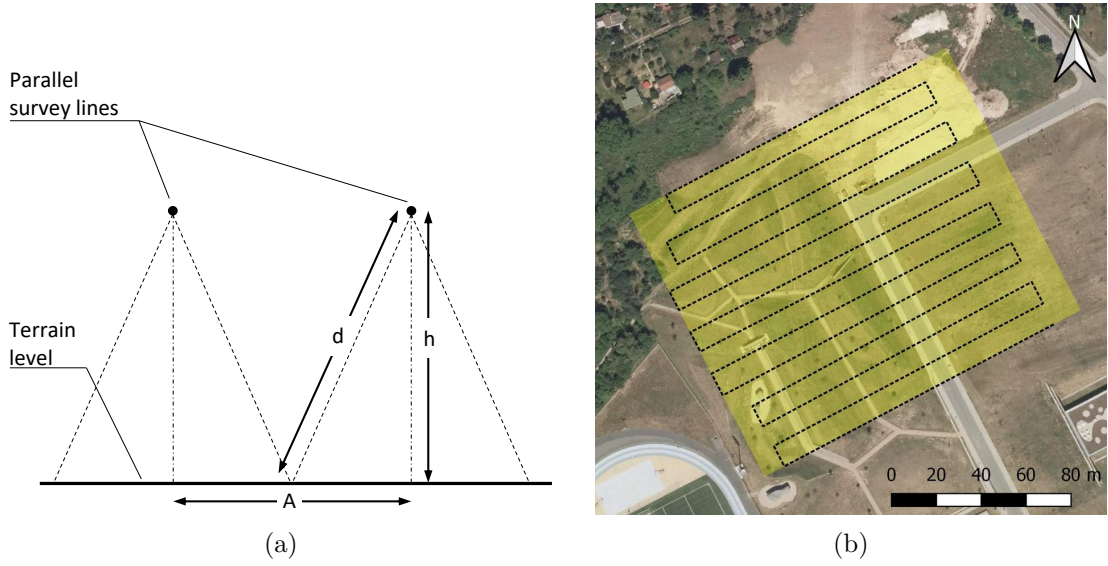 Parallel
survey lines
d
h
Terrain
level
A
(a)
N
0 20 40 60 80 m
(b)